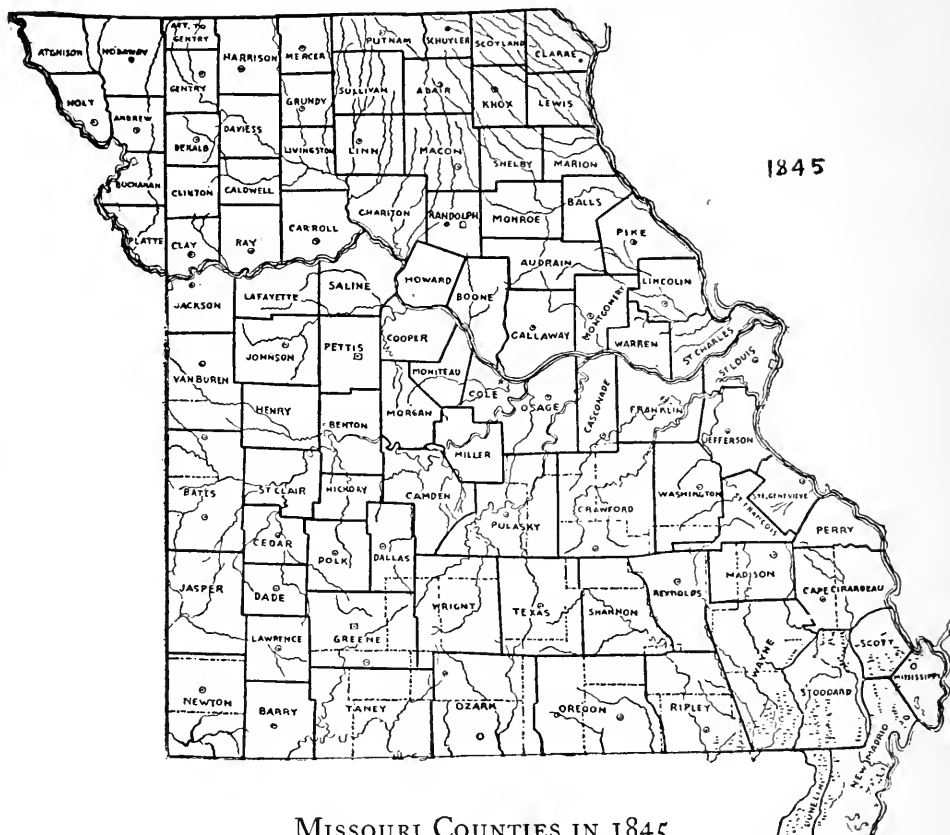 ATT. TO
GENTRY
ATCHISON
NODAWAY
HARRISON
MERCER
PUTNAM
SCHUYLER
SCOTLAND
CLARKE
HOLT
GENTRY
GRUNDY
SULLIVAN
ADAIR
KNOX
LEWIS
ANDREW
DEKALB
DAVIESS
LIVINGSTON
LINN
MACON
SHELBY
MARION
1845
BUCHANAN
CLINTON
CALDWELL
CHARITON
RANDOLPH
MONROE
RALLS
PLATTE
CLAY
RAY
CARROLL
PIKE
AUDRAIN
JACKSON
LAFAYETTE
SALINE
HOWARD
BOONE
CALLAWAY
MONTGOMERY
LINCOLN
WARREN
ST CHARLES
ST LOUIS
JOHNSON
PETTIS
COOPER
VAN BUREN
MONITEAU
COLE
OSAGE
GASCONADE
FRANKLIN
HENRY
BENTON
MORGAN
MILLER
JEFFERSON
BATES
ST CLAIR
HICKORY
CAMDEN
PULASKY
CRAWFORD
WASHINGTON
ST FRANCOIS
STE. GENEVIEVE
PERRY
CEDAR
POLK
DALLAS
JASPER
DADE
WRIGHT
TEXAS
SHANNON
REYNOLDS
MADISON
CAPE GIRARDEAU
LAWRENCE
GREENE
WAYNE
SCOTT
MISSISSIPPI
STODDARD
NEWTON
BARRY
TANEY
OZARK
OREGON
RIPLEY
DUNKLIN
NEW MADRID
MISSOURI COUNTIES IN 1845